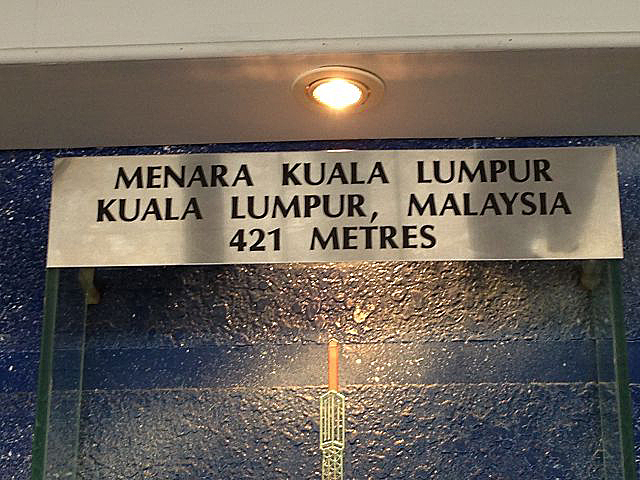 MENARA KUALA LUMPUR
KUALA LUMPUR, MALAYSIA
421 METRES